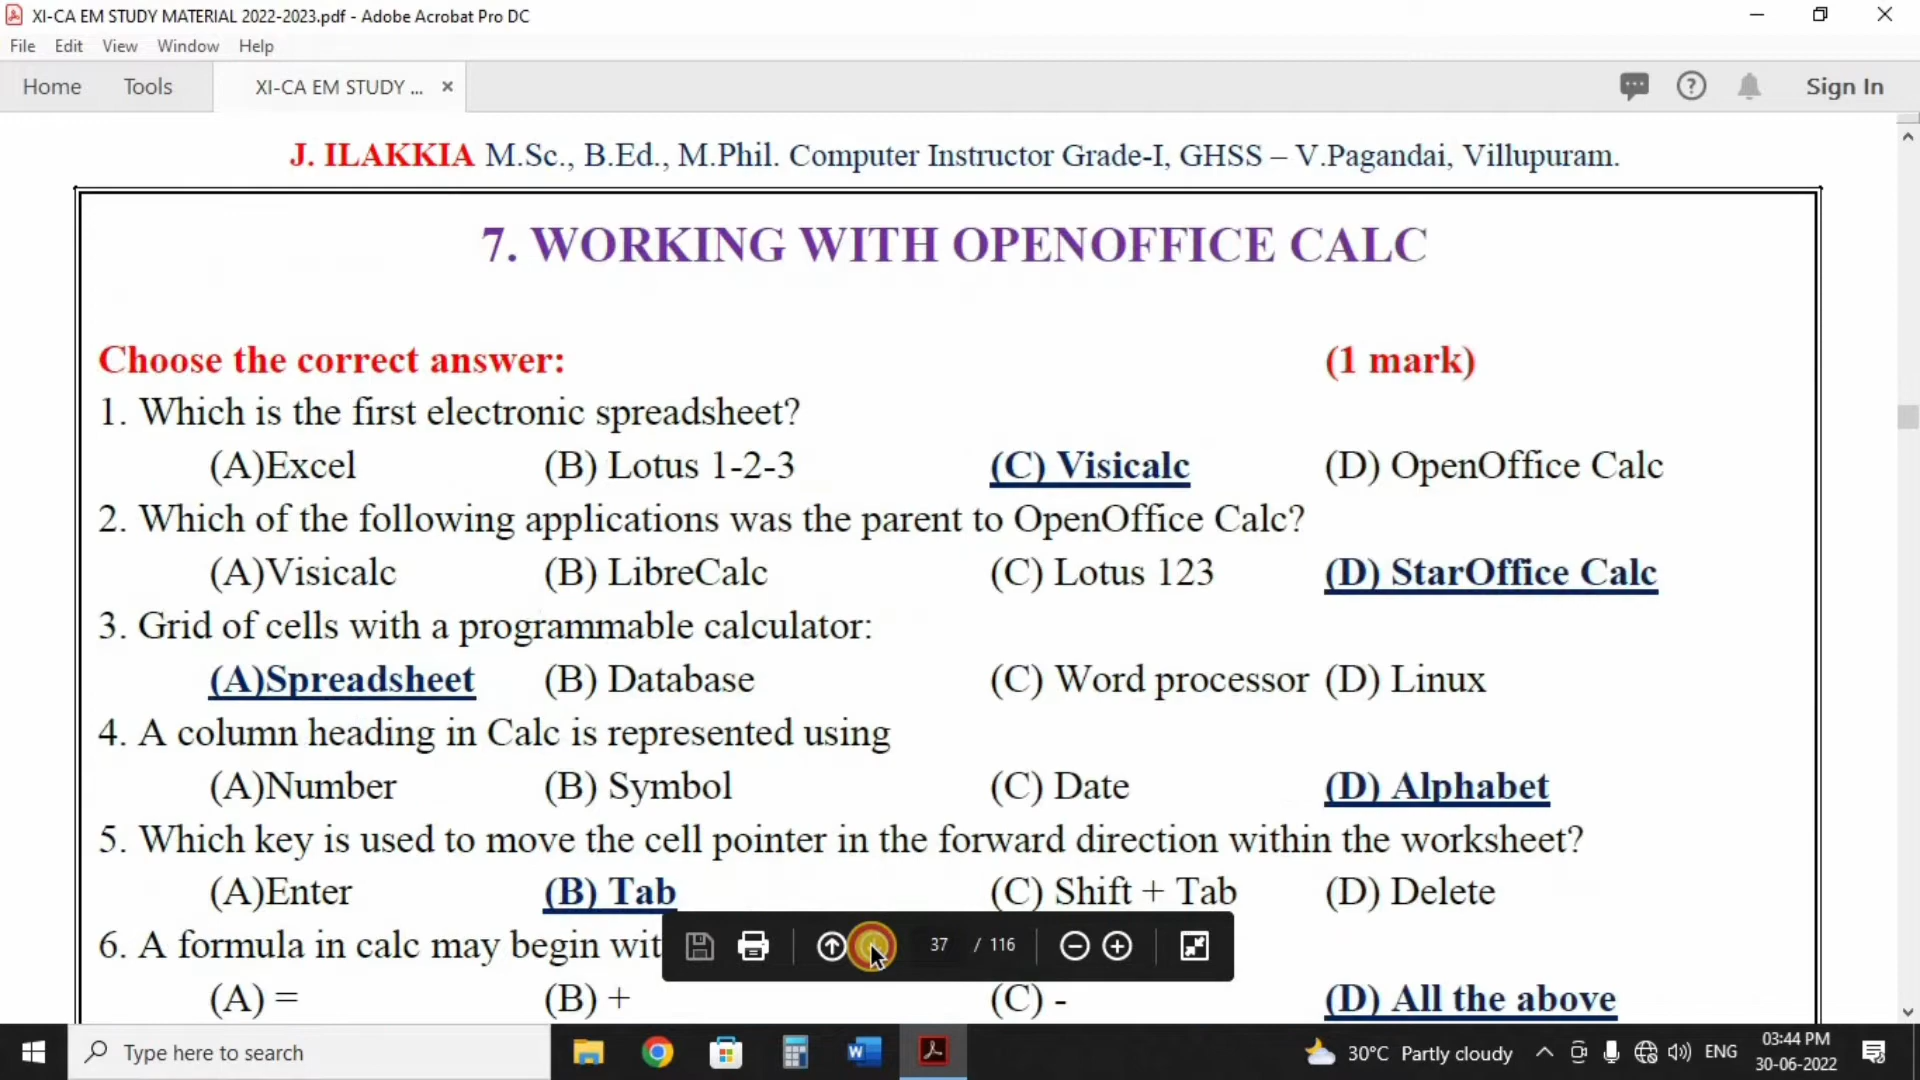 XI-CA EM STUDY MATERIAL 2022-2023.pdf - Adobe Acrobat Pro DC
File Edit View Window Help
Home Tools XI-CA EM STUDY ... × Sign In
J. ILAKKIA M.Sc., B.Ed., M.Phil. Computer Instructor Grade-I, GHSS – V.Pagandai, Villupuram.
7. WORKING WITH OPENOFFICE CALC
Choose the correct answer: (1 mark)
1. Which is the first electronic spreadsheet?
(A)Excel (B) Lotus 1-2-3 (C) Visicalc (D) OpenOffice Calc
2. Which of the following applications was the parent to OpenOffice Calc?
(A)Visicalc (B) LibreCalc (C) Lotus 123 (D) StarOffice Calc
3. Grid of cells with a programmable calculator:
(A)Spreadsheet (B) Database (C) Word processor (D) Linux
4. A column heading in Calc is represented using
(A)Number (B) Symbol (C) Date (D) Alphabet
5. Which key is used to move the cell pointer in the forward direction within the worksheet?
(A)Enter (B) Tab (C) Shift + Tab (D) Delete
6. A formula in calc may begin wit
37 / 116
(A) = (B) + (C) - (D) All the above
Type here to search 30°C Partly cloudy ENG 03:44 PM
30-06-2022